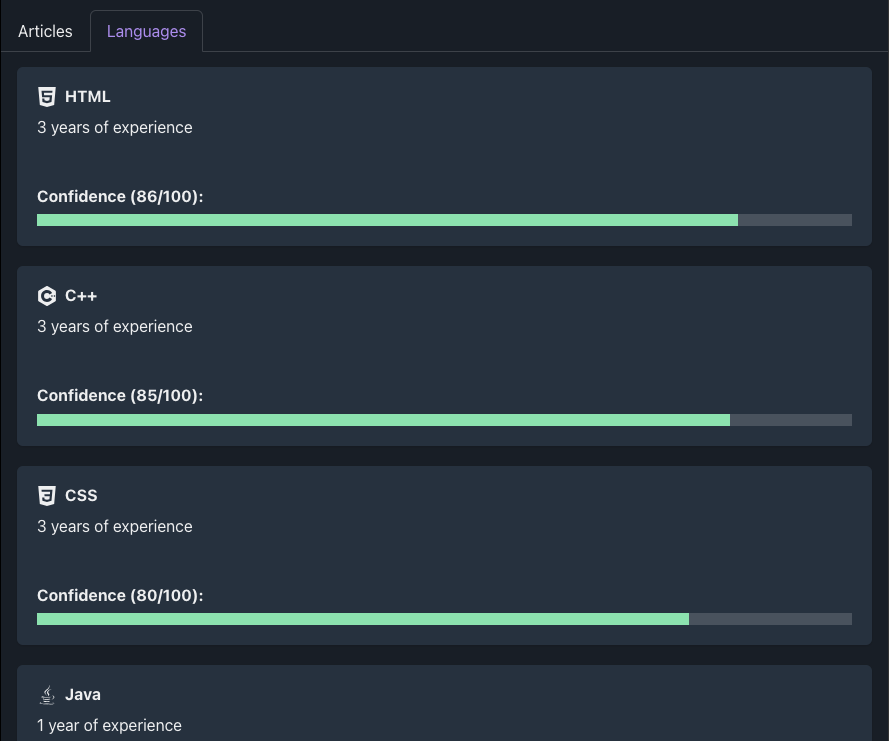 Articles Languages
HTML
3 years of experience
Confidence (86/100):
C++
3 years of experience
Confidence (85/100):
CSS
3 years of experience
Confidence (80/100):
Java
1 year of experience